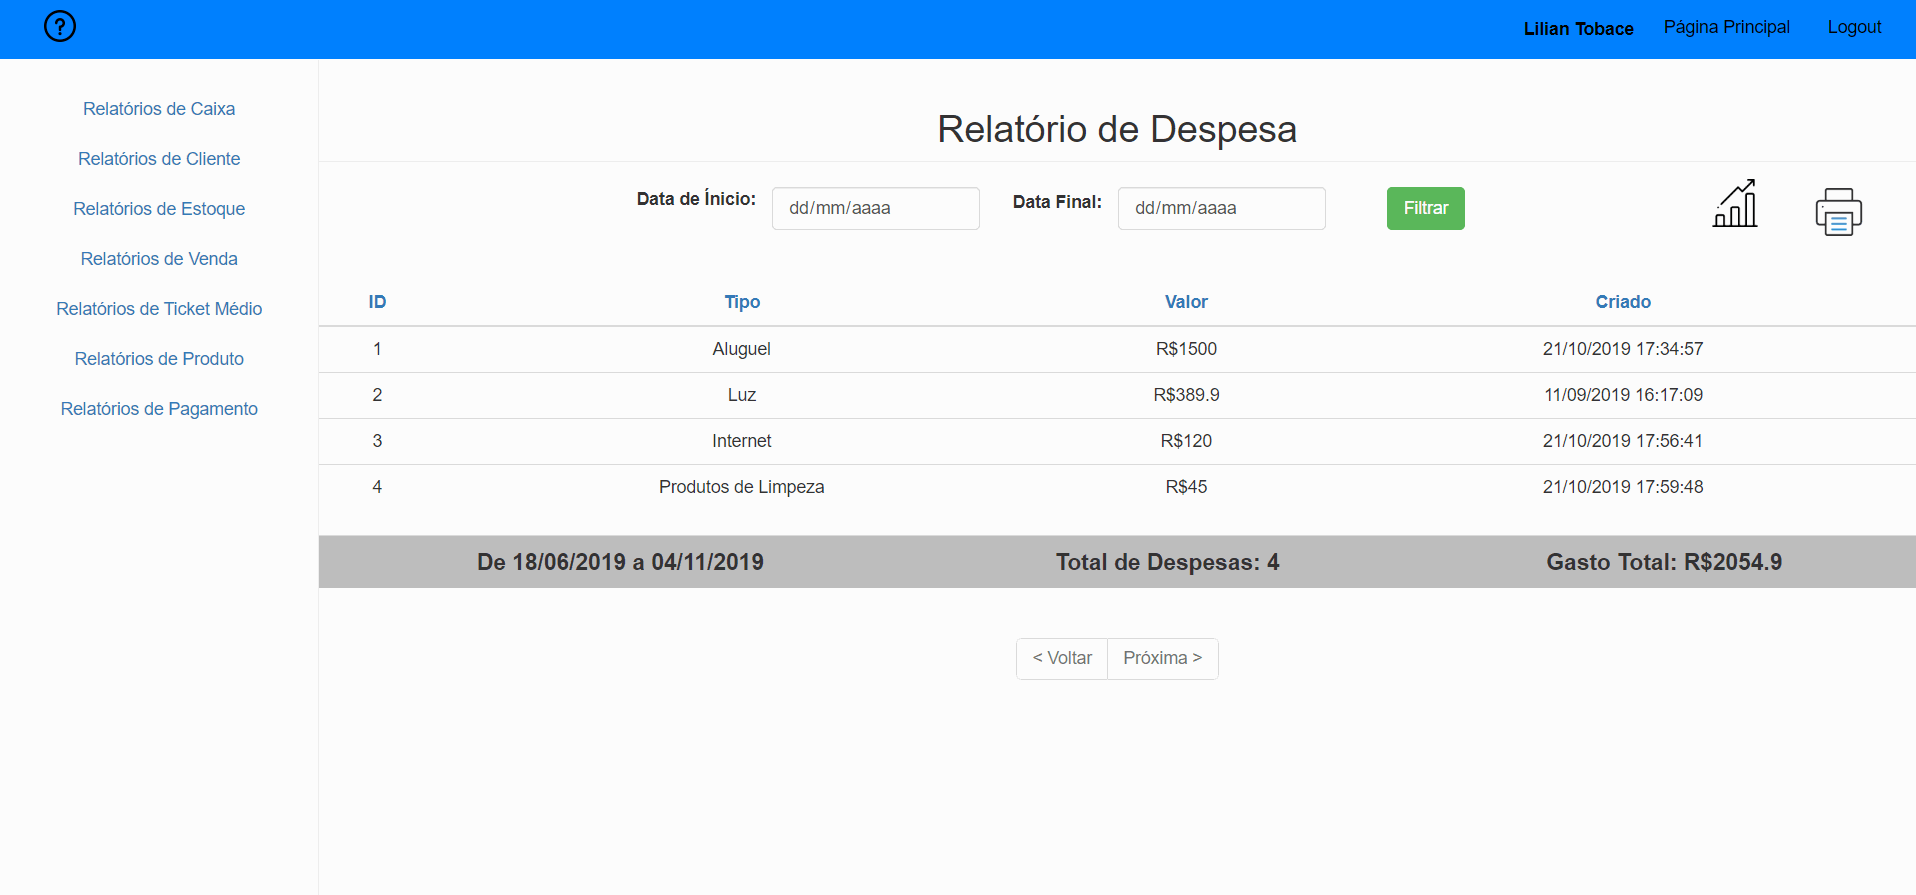 ?
Lilian Tobace Página Principal Logout
Relatórios de Caixa
Relatórios de Cliente
Relatórios de Estoque
Relatórios de Venda
Relatórios de Ticket Médio
Relatórios de Produto
Relatórios de Pagamento
Relatório de Despesa
Data de Ínicio: dd/mm/aaaa Data Final: dd/mm/aaaa Filtrar
ID Tipo Valor Criado
1 Aluguel R$1500 21/10/2019 17:34:57
2 Luz R$389.9 11/09/2019 16:17:09
3 Internet R$120 21/10/2019 17:56:41
4 Produtos de Limpeza R$45 21/10/2019 17:59:48
De 18/06/2019 a 04/11/2019 Total de Despesas: 4 Gasto Total: R$2054.9
< Voltar Próxima >